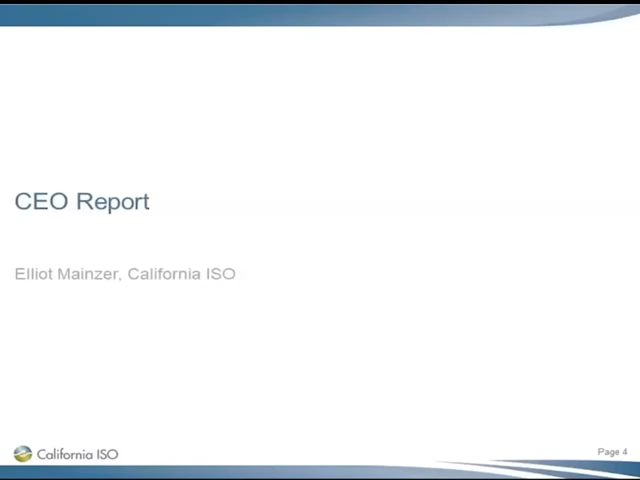 CEO Report
Elliot Mainzer, California ISO
California ISO
Page 4